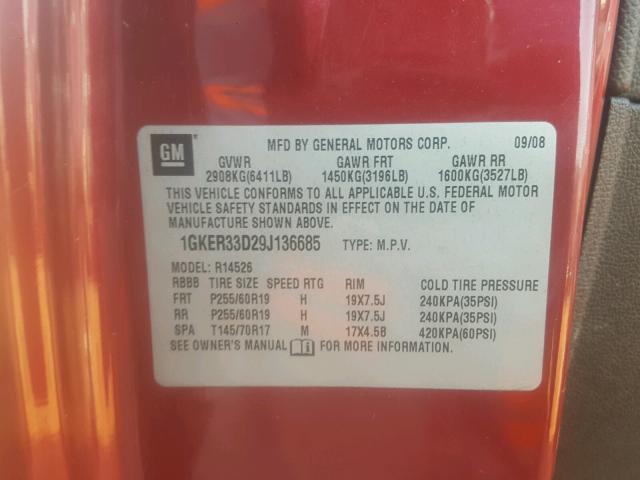 GM
MFD BY GENERAL MOTORS CORP. 09/08
GVWR GAWR FRT GAWR RR
2908KG(6411LB) 1450KG(3196LB) 1600KG(3527LB)
THIS VEHICLE CONFORMS TO ALL APPLICABLE U.S. FEDERAL MOTOR
VEHICLE SAFETY STANDARDS IN EFFECT ON THE DATE OF
MANUFACTURE SHOWN ABOVE.
1GKER33D29J136685 TYPE: M.P.V.
MODEL: R14526
RBBB TIRE SIZE SPEED RTG RIM COLD TIRE PRESSURE
FRT P255/60R19 H 19X7.5J 240KPA(35PSI)
RR P255/60R19 H 19X7.5J 240KPA(35PSI)
SPA T145/70R17 M 17X4.5B 420KPA(60PSI)
SEE OWNER'S MANUAL FOR MORE INFORMATION.